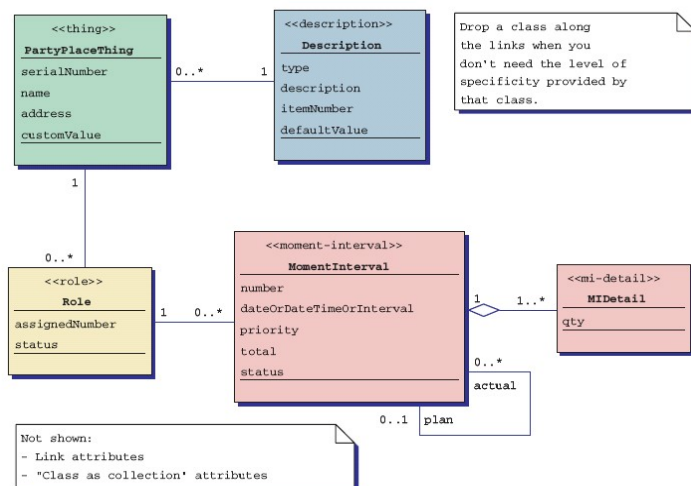 <<thing>>
PartyPlaceThing
serialNumber
name
address
customValue
0..*
1
<<description>>
Description
type
description
itemNumber
defaultValue
Drop a class along
the links when you
don't need the level of
specificity provided by
that class.
1
0..*
<<role>>
Role
assignedNumber
status
1
0..*
<<moment-interval>>
MomentInterval
number
dateOrDateTimeOrInterval
priority
total
status
1
1..*
<<mi-detail>>
MIDetail
qty
0..*
actual
0..1
plan
Not shown:
- Link attributes
- "Class as collection' attributes